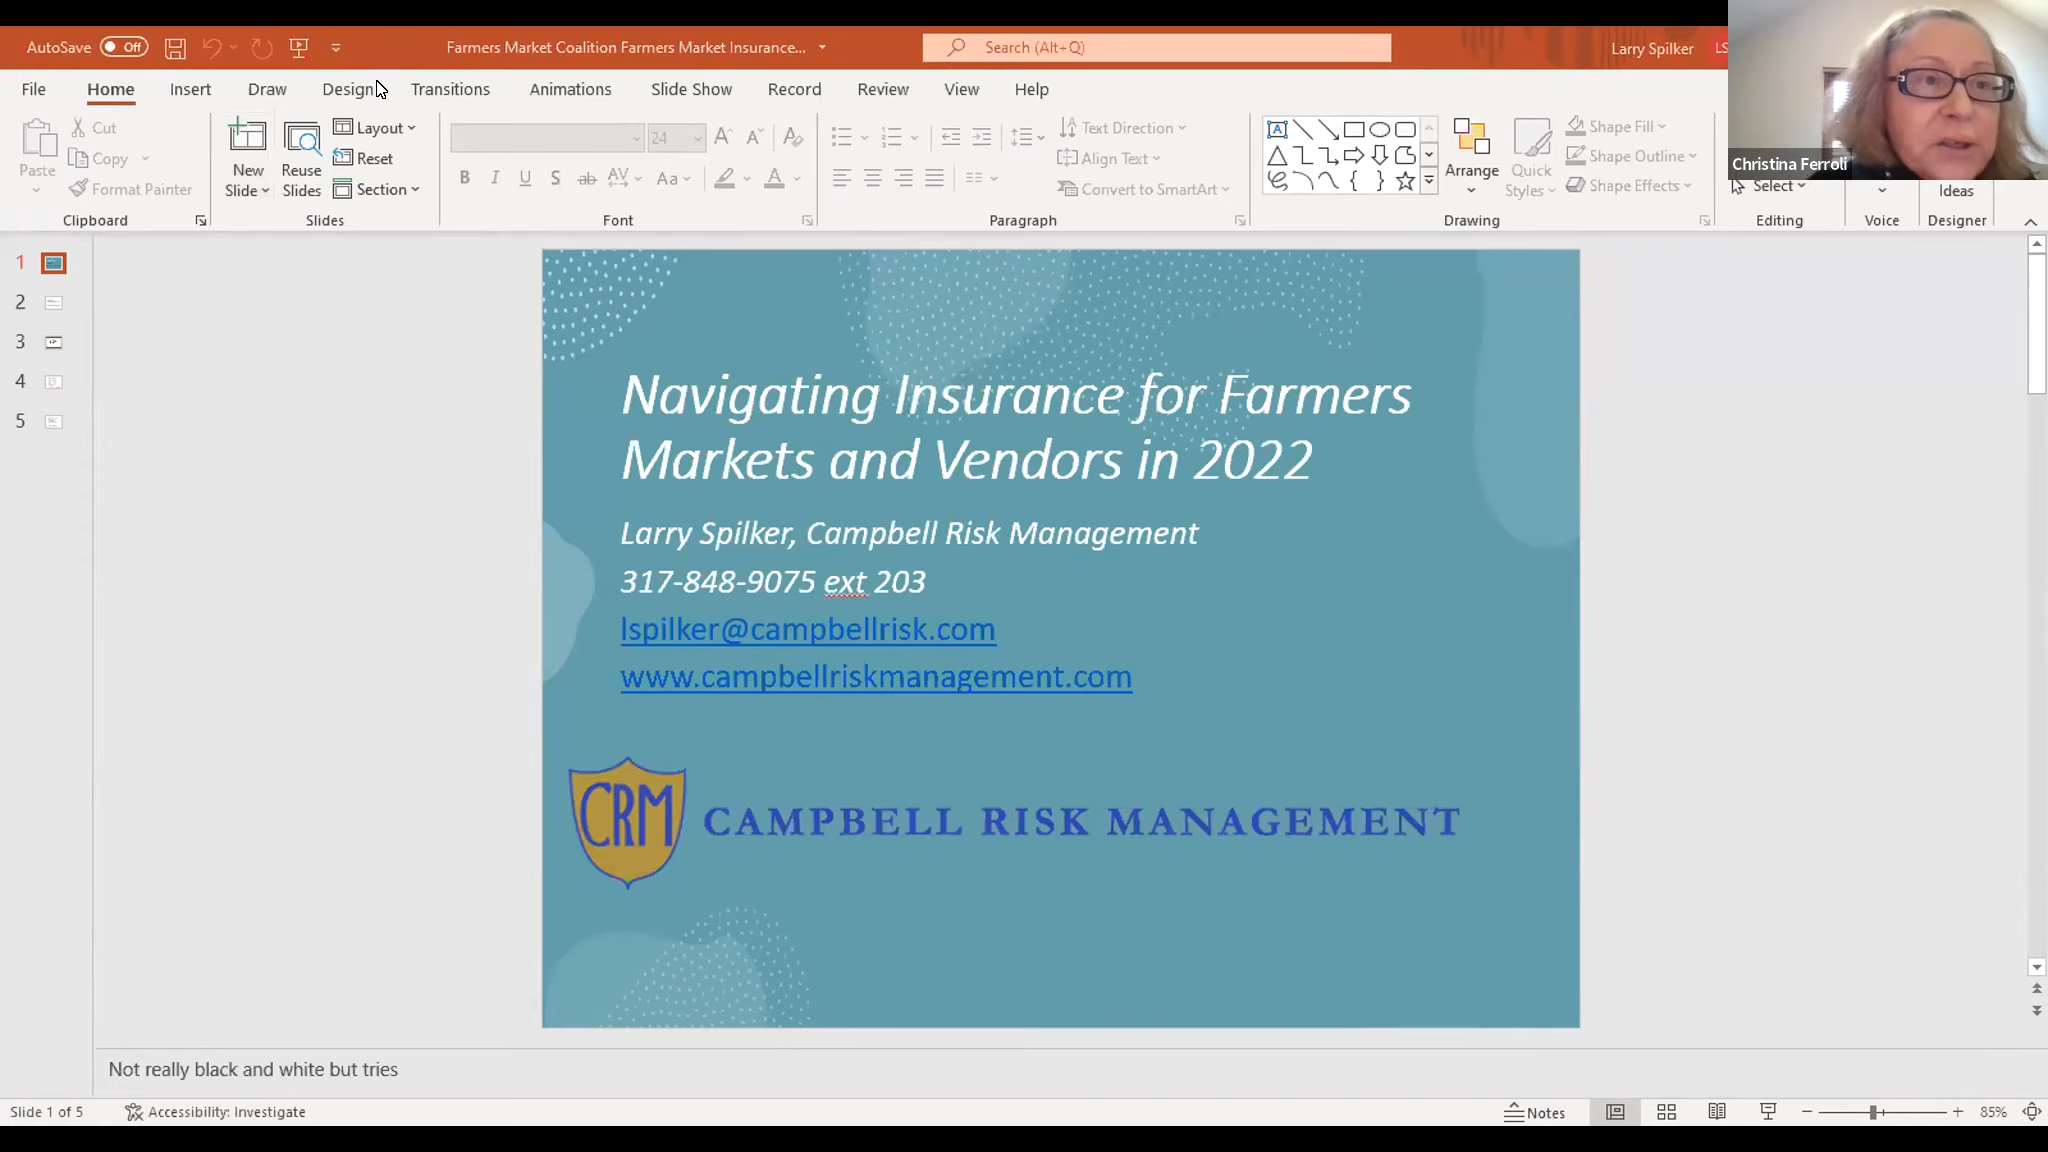 AutoSave Off
Farmers Market Coalition Farmers Market Insurance...
Search (Alt+Q)
Larry Spilker LS
File Home Insert Draw Design Transitions Animations Slide Show Record Review View Help
Paste
Cut
Copy
Format Painter
Clipboard
New Slide
Reuse Slides
Layout
Reset
Section
Slides
24
B I U S ab AV Aa A
Font
Text Direction
Align Text
Convert to SmartArt
Paragraph
Arrange
Quick Styles
Shape Fill
Shape Outline
Shape Effects
Drawing
Select
Editing
Voice
Ideas
Designer
Christina Ferroli
1
2
3
4
5
Navigating Insurance for Farmers
Markets and Vendors in 2022
Larry Spilker, Campbell Risk Management
317-848-9075 ext 203
lspilker@campbellrisk.com
www.campbellriskmanagement.com
CRM CAMPBELL RISK MANAGEMENT
Not really black and white but tries
Slide 1 of 5 Accessibility: Investigate Notes 85%